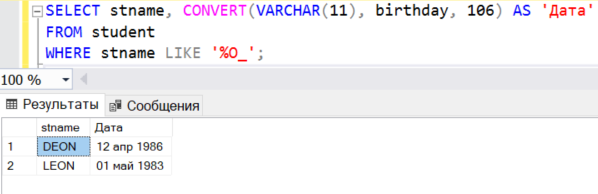 SELECT stname, CONVERT(VARCHAR(11), birthday, 106) AS 'Дата'
FROM student
WHERE stname LIKE '%O_';
100 %
Результаты Сообщения
stname Дата
1 DEON 12 апр 1986
2 LEON 01 май 1983